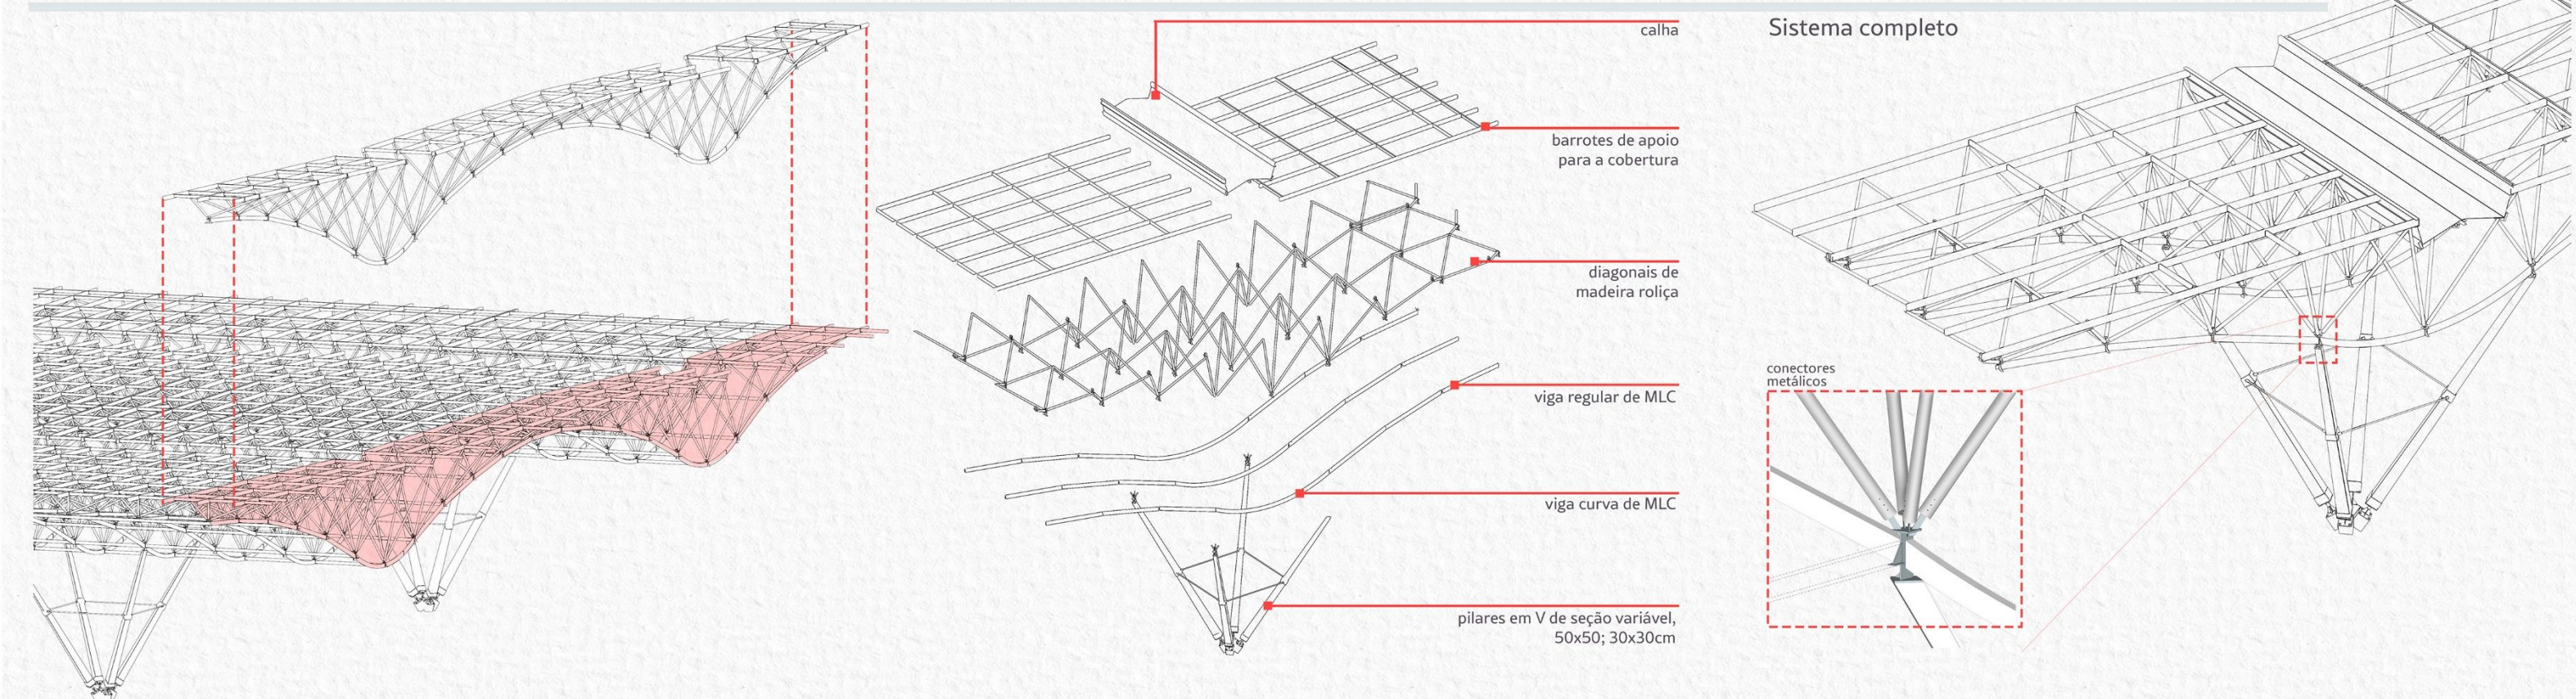 calha
barrotes de apoio
para a cobertura
diagonais de
madeira roliça
viga regular de MLC
viga curva de MLC
pilares em V de seção variável,
50x50; 30x30cm
Sistema completo
conectores
metálicos